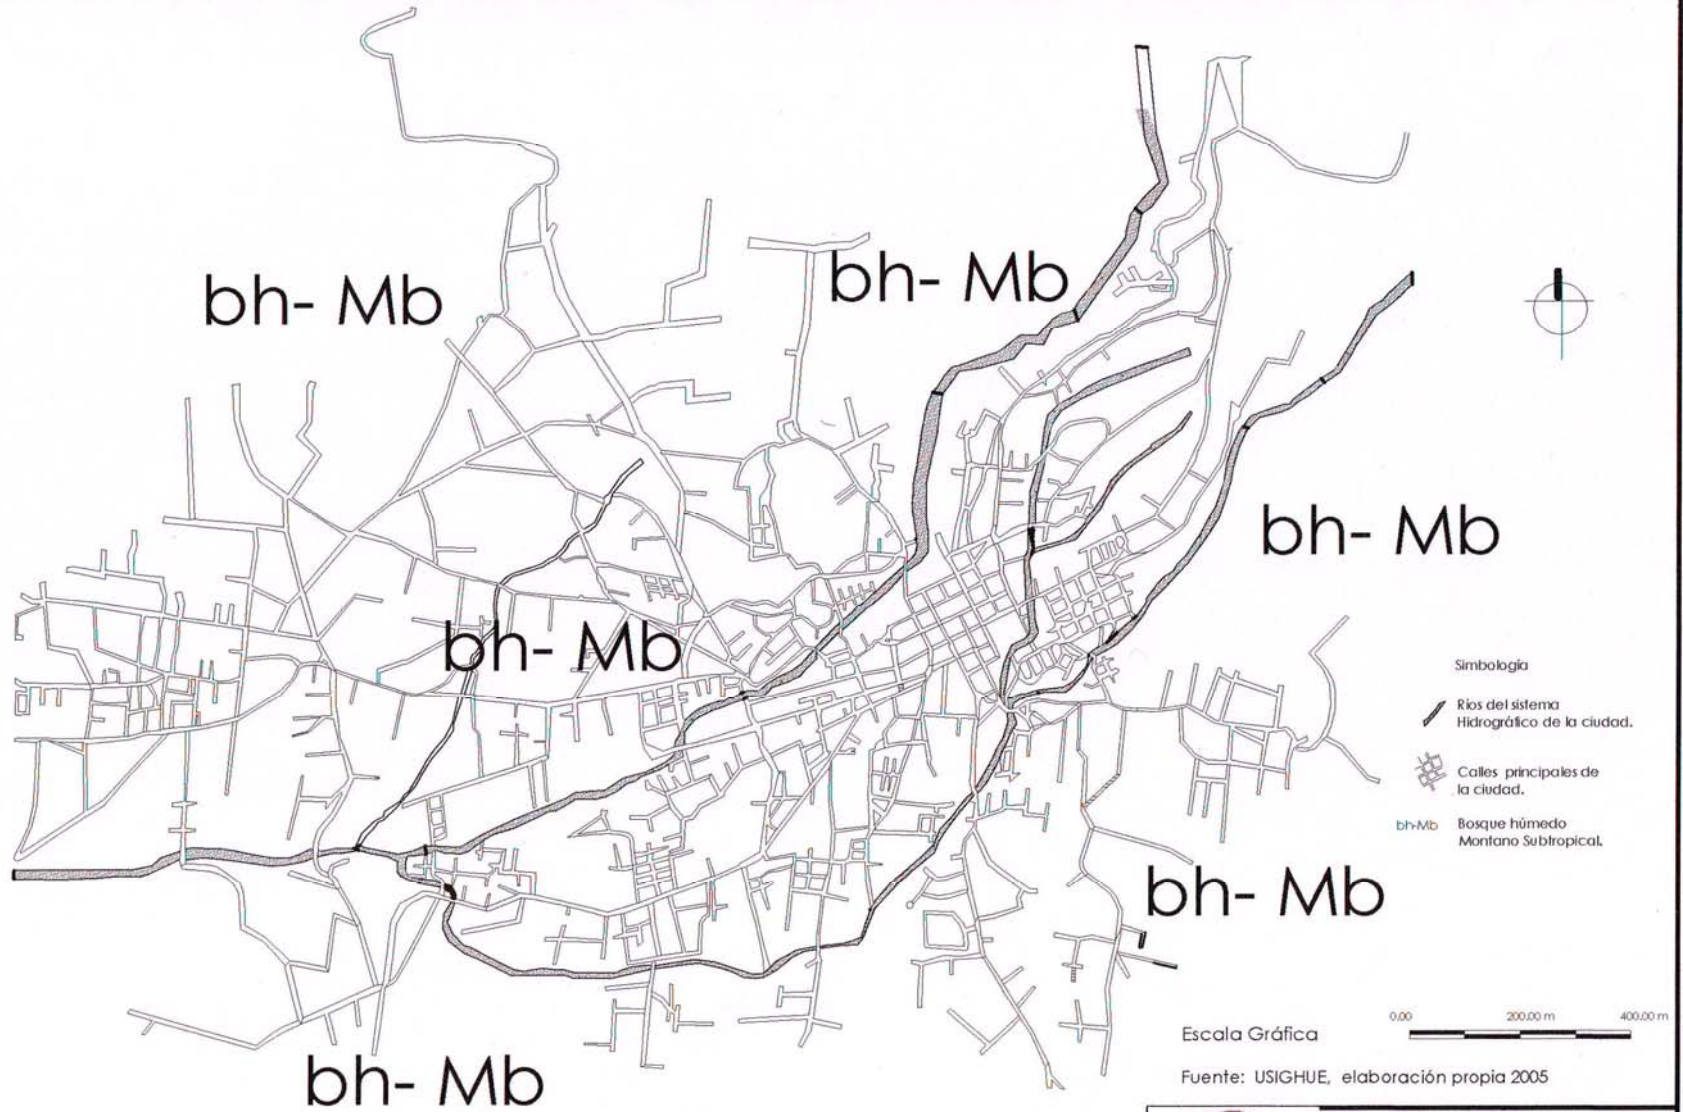 bh- Mb
bh- Mb
bh- Mb
bh- Mb
bh- Mb
bh- Mb
Simbología
Ríos del sistema
Hidrográfico de la ciudad.
Calles principales de
la ciudad.
bh-Mb
Bosque húmedo
Montano Subtropical.
Escala Gráfica
0.00
200.00 m
400.00 m
Fuente: USIGHUE, elaboración propia 2005